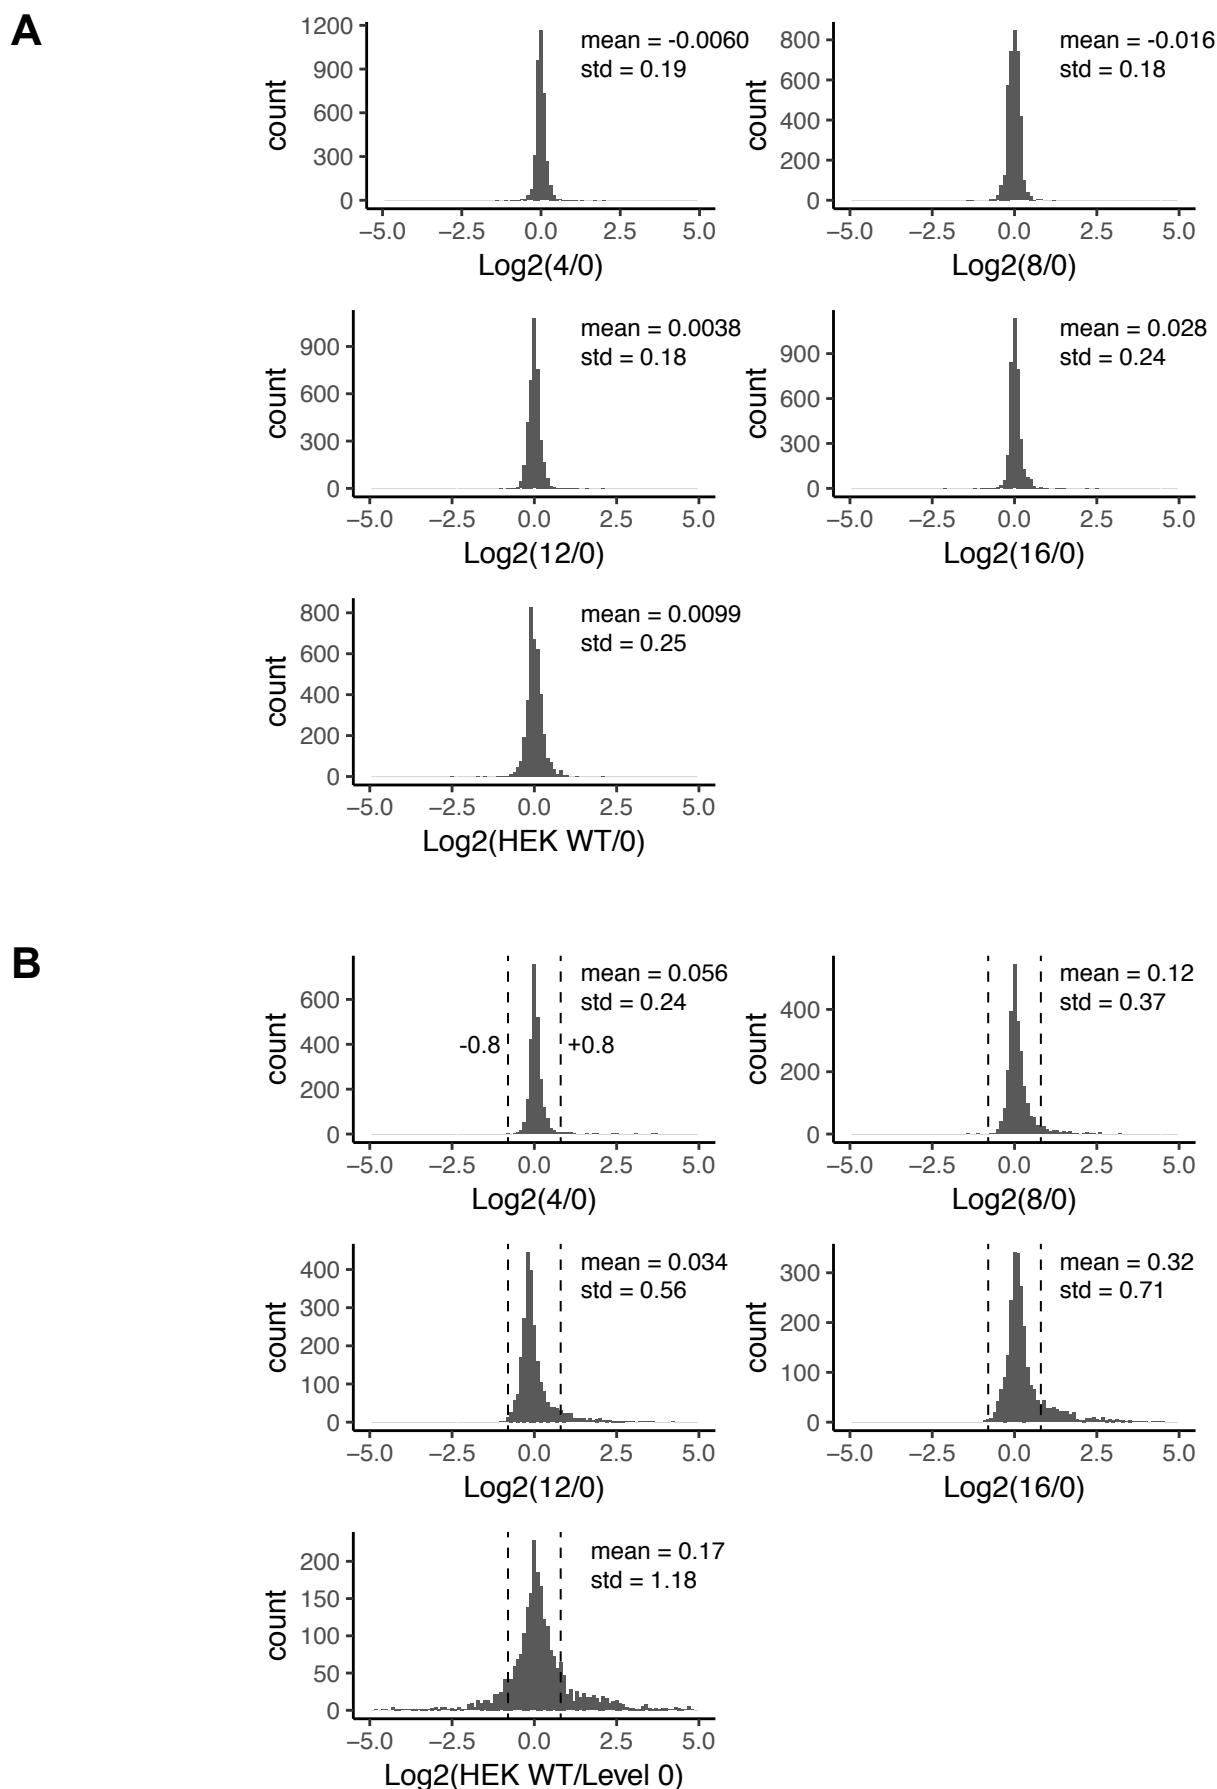 A
1200
900
600
300
0
count
mean = -0.0060
std = 0.19
−5.0 −2.5 0.0 2.5 5.0
Log2(4/0)
800
600
400
200
0
count
mean = -0.016
std = 0.18
−5.0 −2.5 0.0 2.5 5.0
Log2(8/0)
900
600
300
0
count
mean = 0.0038
std = 0.18
−5.0 −2.5 0.0 2.5 5.0
Log2(12/0)
900
600
300
0
count
mean = 0.028
std = 0.24
−5.0 −2.5 0.0 2.5 5.0
Log2(16/0)
800
600
400
200
0
count
mean = 0.0099
std = 0.25
−5.0 −2.5 0.0 2.5 5.0
Log2(HEK WT/0)
B
600
400
200
0
count
mean = 0.056
std = 0.24
-0.8 +0.8
−5.0 −2.5 0.0 2.5 5.0
Log2(4/0)
400
200
0
count
mean = 0.12
std = 0.37
−5.0 −2.5 0.0 2.5 5.0
Log2(8/0)
400
300
200
100
0
count
mean = 0.034
std = 0.56
−5.0 −2.5 0.0 2.5 5.0
Log2(12/0)
300
200
100
0
count
mean = 0.32
std = 0.71
−5.0 −2.5 0.0 2.5 5.0
Log2(16/0)
200
150
100
50
0
count
mean = 0.17
std = 1.18
−5.0 −2.5 0.0 2.5 5.0
Log2(HEK WT/Level 0)